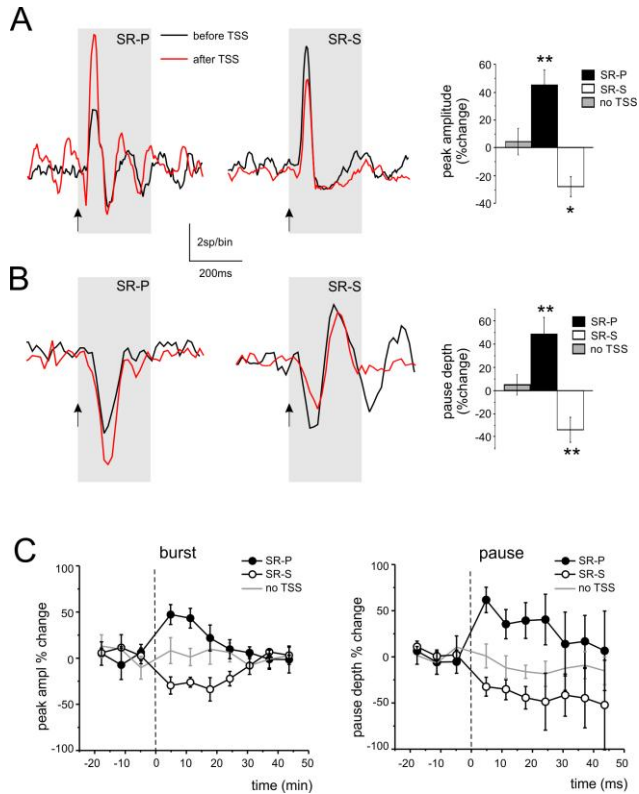 A
SR-P
before TSS
after TSS
SR-S
peak amplitude
(%change)
60
40
20
0
-20
-40
**
*
SR-P
SR-S
no TSS
2sp/bin
200ms
B
SR-P
SR-S
pause depth
(%change)
60
40
20
0
-20
-40
**
**
SR-P
SR-S
no TSS
C
burst
SR-P
SR-S
no TSS
peak ampl % change
100
50
0
-50
-100
-20 -10 0 10 20 30 40 50
time (min)
pause
SR-P
SR-S
no TSS
pause depth % change
100
50
0
-50
-100
-20 -10 0 10 20 30 40 50
time (ms)